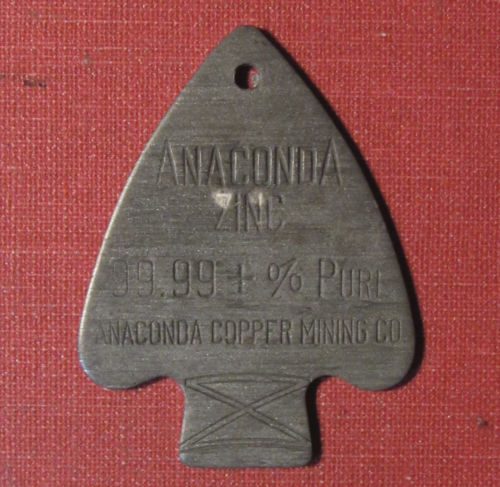 ANACONDA
ZINC
99.99 + % PURE
ANACONDA COPPER MINING CO.